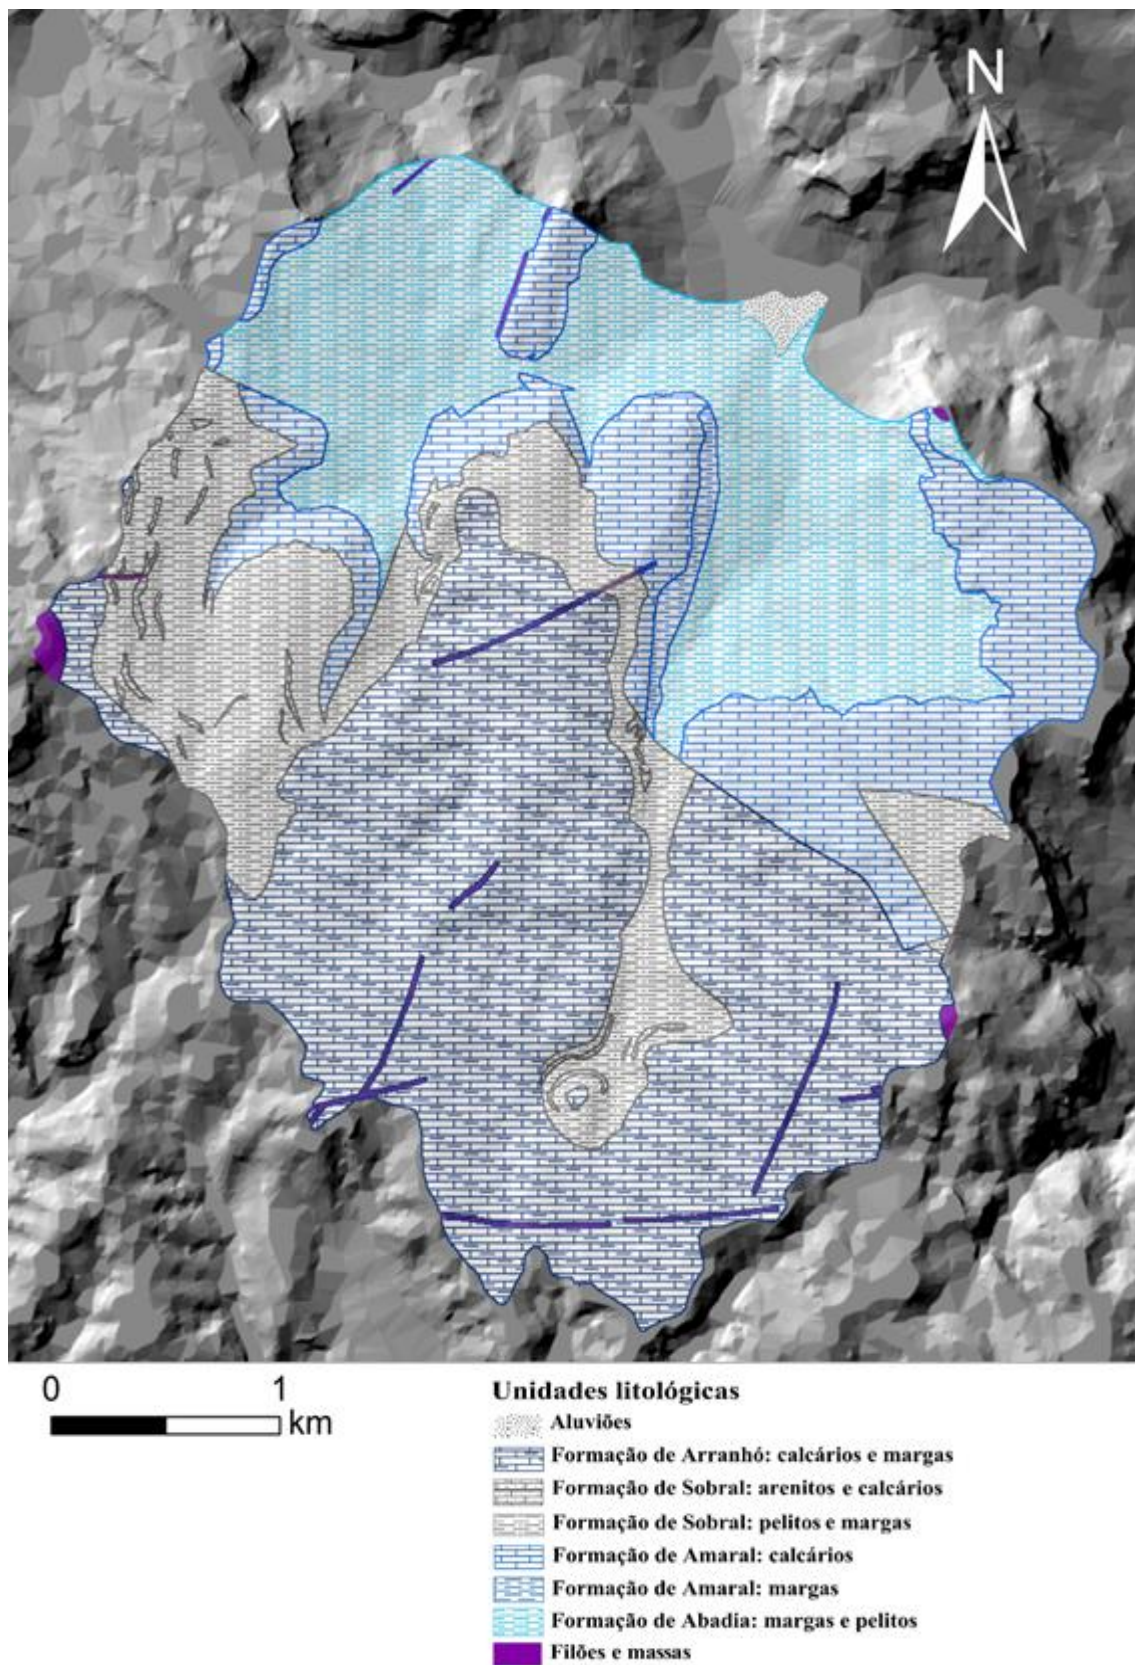 N
0 1
km
Unidades litológicas
Aluviões
Formação de Arranhó: calcários e margas
Formação de Sobral: arenitos e calcários
Formação de Sobral: pelitos e margas
Formação de Amaral: calcários
Formação de Amaral: margas
Formação de Abadia: margas e pelitos
Filões e massas